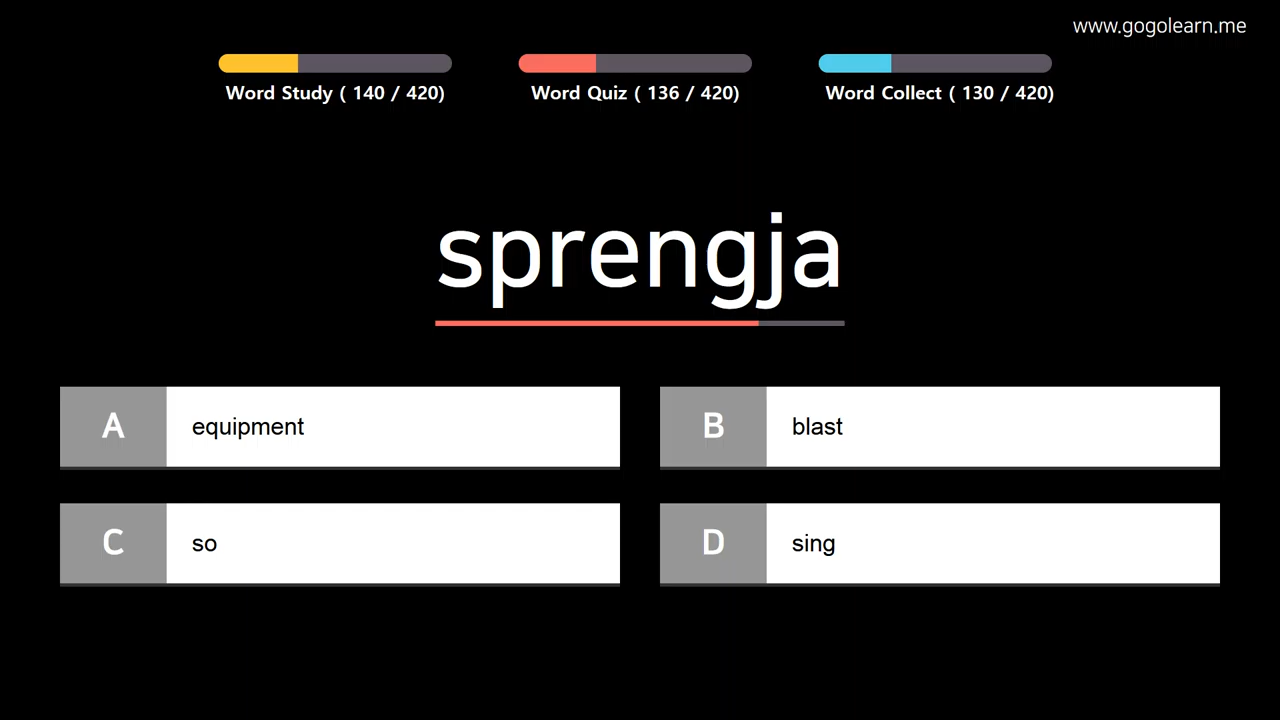 www.gogolearn.me
Word Study ( 140 / 420)
Word Quiz ( 136 / 420)
Word Collect ( 130 / 420)
sprengja
A equipment
B blast
C so
D sing